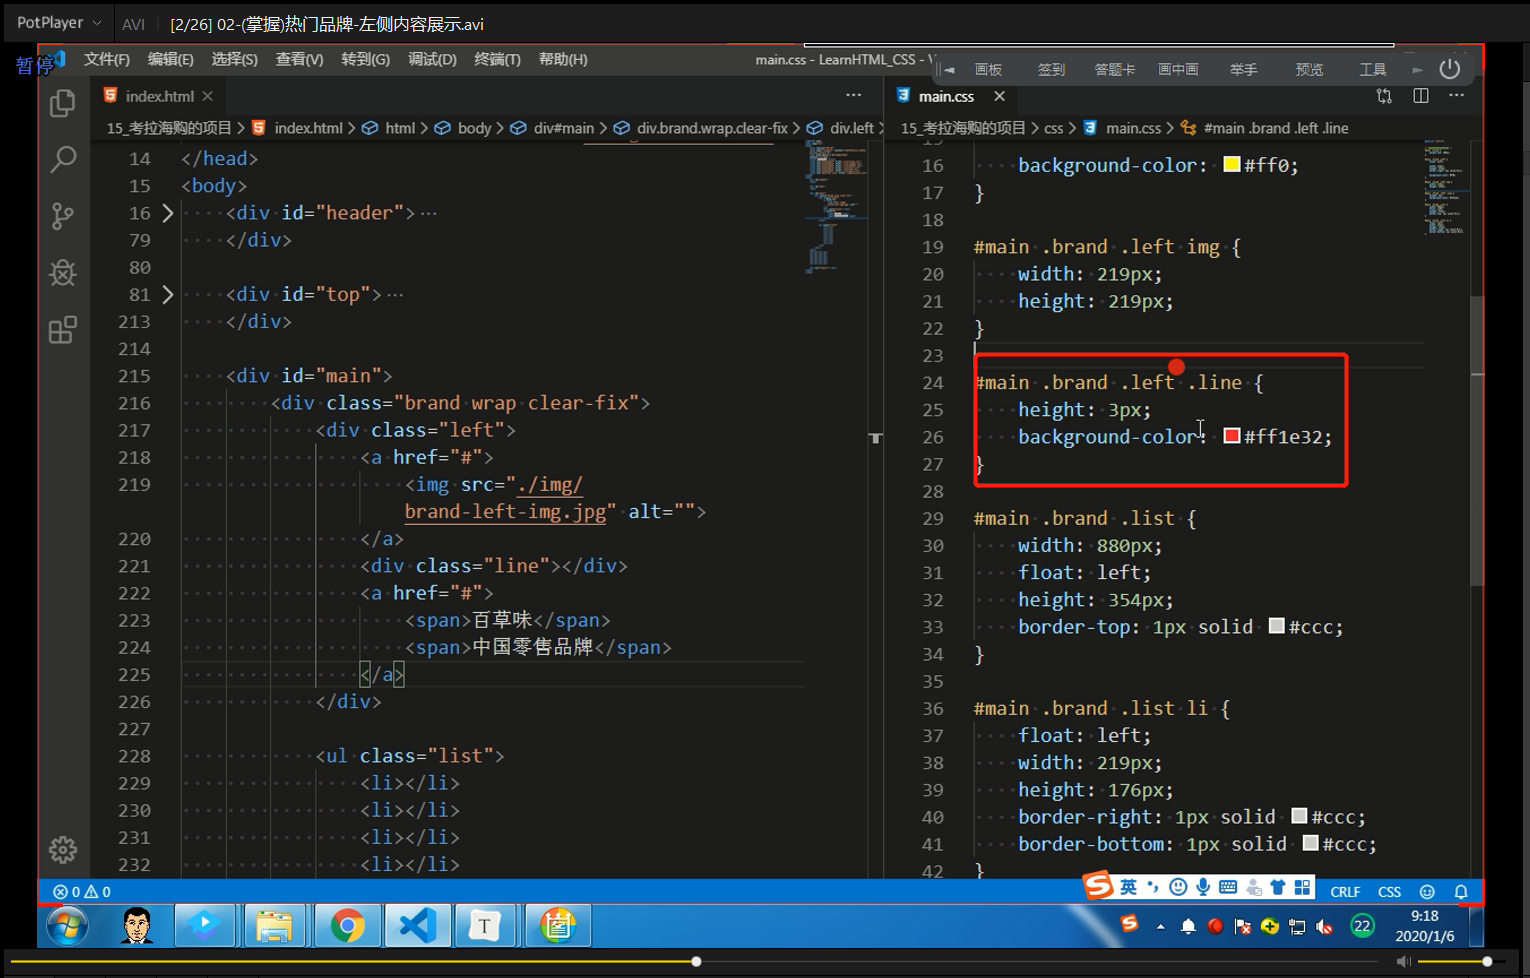 PotPlayer
AVI
[2/26] 02-(掌握)热门品牌-左侧内容展示.avi
暂停
文件(F) 编辑(E) 选择(S) 查看(V) 转到(G) 调试(D) 终端(T) 帮助(H)
main.css - LearnHTML_CSS - V
画板 签到 答题卡 画中画 举手 预览 工具
index.html
15_考拉海购的项目 > index.html > html > body > div#main > div.brand.wrap.clear-fix > div.left >
14 </head>
15 <body>
16 <div id="header">···
79 </div>
80
81 <div id="top">···
213 </div>
214
215 <div id="main">
216 <div class="brand wrap clear-fix">
217 <div class="left">
218 <a href="#">
219 <img src="./img/
brand-left-img.jpg" alt="">
220 </a>
221 <div class="line"></div>
222 <a href="#">
223 <span>百草味</span>
224 <span>中国零售品牌</span>
225 </a>
226 </div>
227
228 <ul class="list">
229 <li></li>
230 <li></li>
231 <li></li>
232 <li></li>
main.css
15_考拉海购的项目 > css > main.css > #main .brand .left .line
16 background-color: #ff0;
17 }
18
19 #main .brand .left img {
20 width: 219px;
21 height: 219px;
22 }
23
24 #main .brand .left .line {
25 height: 3px;
26 background-color: #ff1e32;
27 }
28
29 #main .brand .list {
30 width: 880px;
31 float: left;
32 height: 354px;
33 border-top: 1px solid #ccc;
34 }
35
36 #main .brand .list li {
37 float: left;
38 width: 219px;
39 height: 176px;
40 border-right: 1px solid #ccc;
41 border-bottom: 1px solid #ccc;
42 }
0 0
英
CRLF CSS
T
22
9:18
2020/1/6